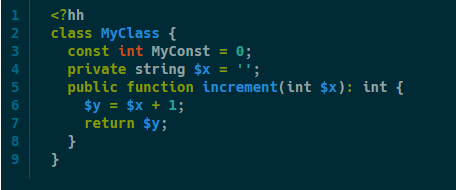 1 <?hh
2 class MyClass {
3   const int MyConst = 0;
4   private string $x = '';
5   public function increment(int $x): int {
6     $y = $x + 1;
7     return $y;
8   }
9 }